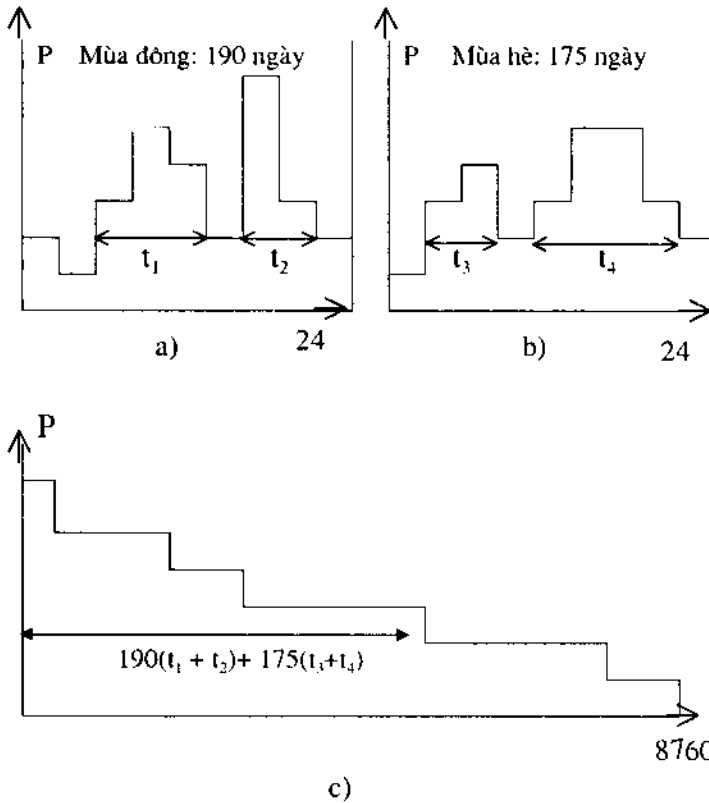 P Mùa đông: 190 ngày
t₁
t₂
24
a)
P Mùa hè: 175 ngày
t₃
t₄
24
b)
P
190(t₁ + t₂)+ 175(t₃+t₄)
8760
c)